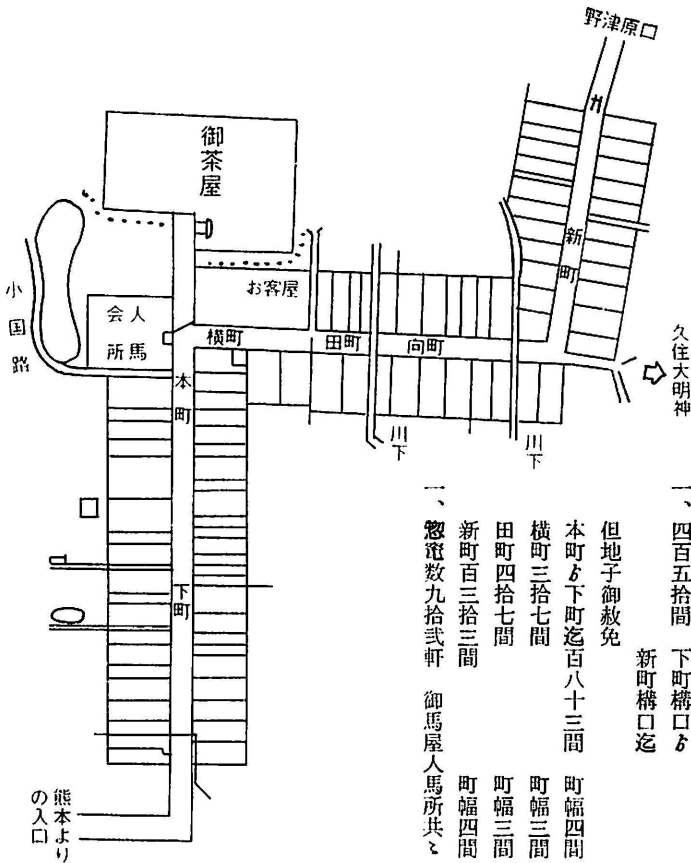 野津原口
御茶屋
新町
小国路
お客屋
人馬
会所
横町
田町
向町
本町
久住大明神
川下
川下
下町
熊本より
の入口
一、四百五拾間　下町構口ゟ
新町構口迄
但地子御赦免
本町ゟ下町迄百八十三間　町幅四間
横町三拾七間　町幅三間
田町四拾七間　町幅三間
新町百三拾三間　町幅四間
一、惣竃数九拾弐軒　御馬屋人馬所共ニ